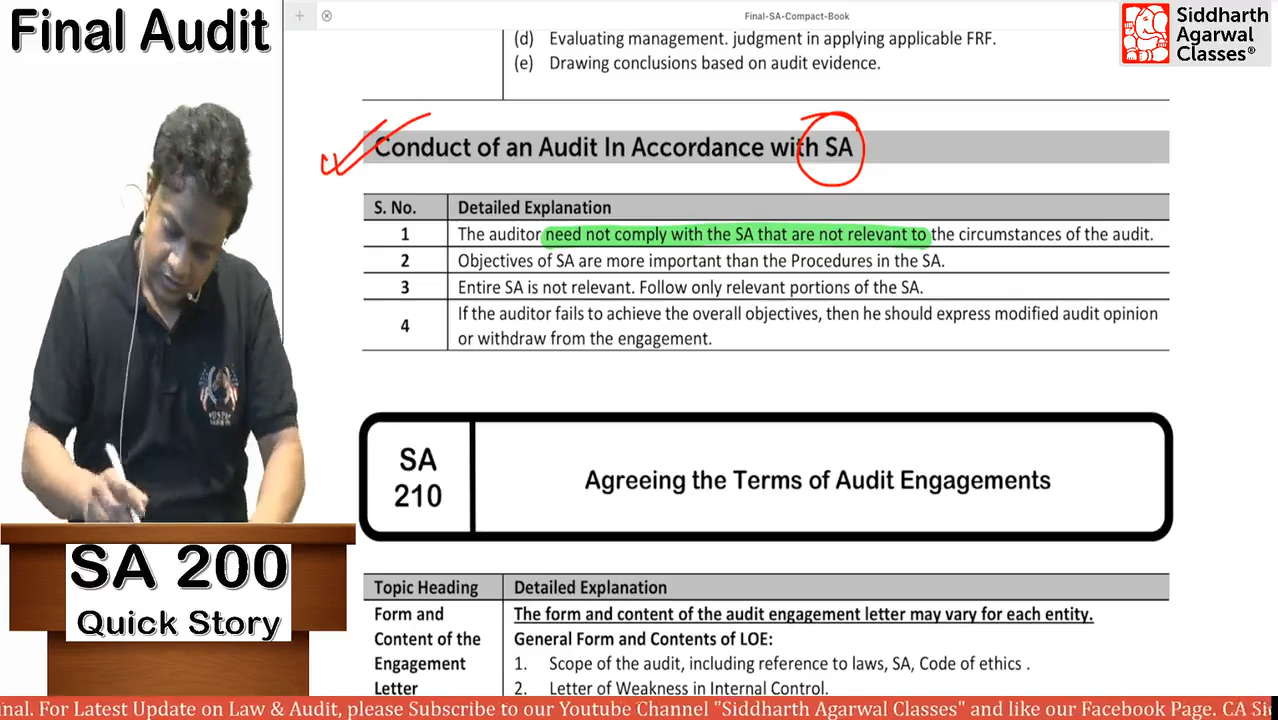 Final Audit
Final-SA-Compact-Book
Siddharth
Agarwal
Classes®
(d) Evaluating management. judgment in applying applicable FRF.
(e) Drawing conclusions based on audit evidence.
Conduct of an Audit In Accordance with SA
S. No. Detailed Explanation
1 The auditor need not comply with the SA that are not relevant to the circumstances of the audit.
2 Objectives of SA are more important than the Procedures in the SA.
3 Entire SA is not relevant. Follow only relevant portions of the SA.
4 If the auditor fails to achieve the overall objectives, then he should express modified audit opinion
or withdraw from the engagement.
SA
210
Agreeing the Terms of Audit Engagements
SA 200
Quick Story
Topic Heading Detailed Explanation
Form and The form and content of the audit engagement letter may vary for each entity.
Content of the General Form and Contents of LOE:
Engagement 1. Scope of the audit, including reference to laws, SA, Code of ethics .
Letter 2. Letter of Weakness in Internal Control.
inal. For Latest Update on Law & Audit, please Subscribe to our Youtube Channel "Siddharth Agarwal Classes" and like our Facebook Page. CA Si